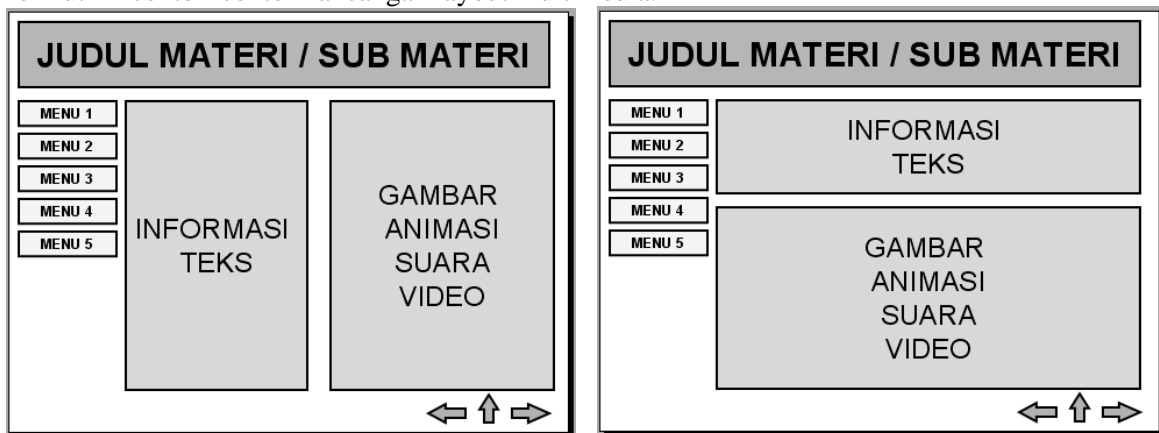 JUDUL MATERI / SUB MATERI
MENU 1
MENU 2
MENU 3
MENU 4
MENU 5
INFORMASI
TEKS
GAMBAR
ANIMASI
SUARA
VIDEO
JUDUL MATERI / SUB MATERI
MENU 1
MENU 2
MENU 3
MENU 4
MENU 5
INFORMASI
TEKS
GAMBAR
ANIMASI
SUARA
VIDEO